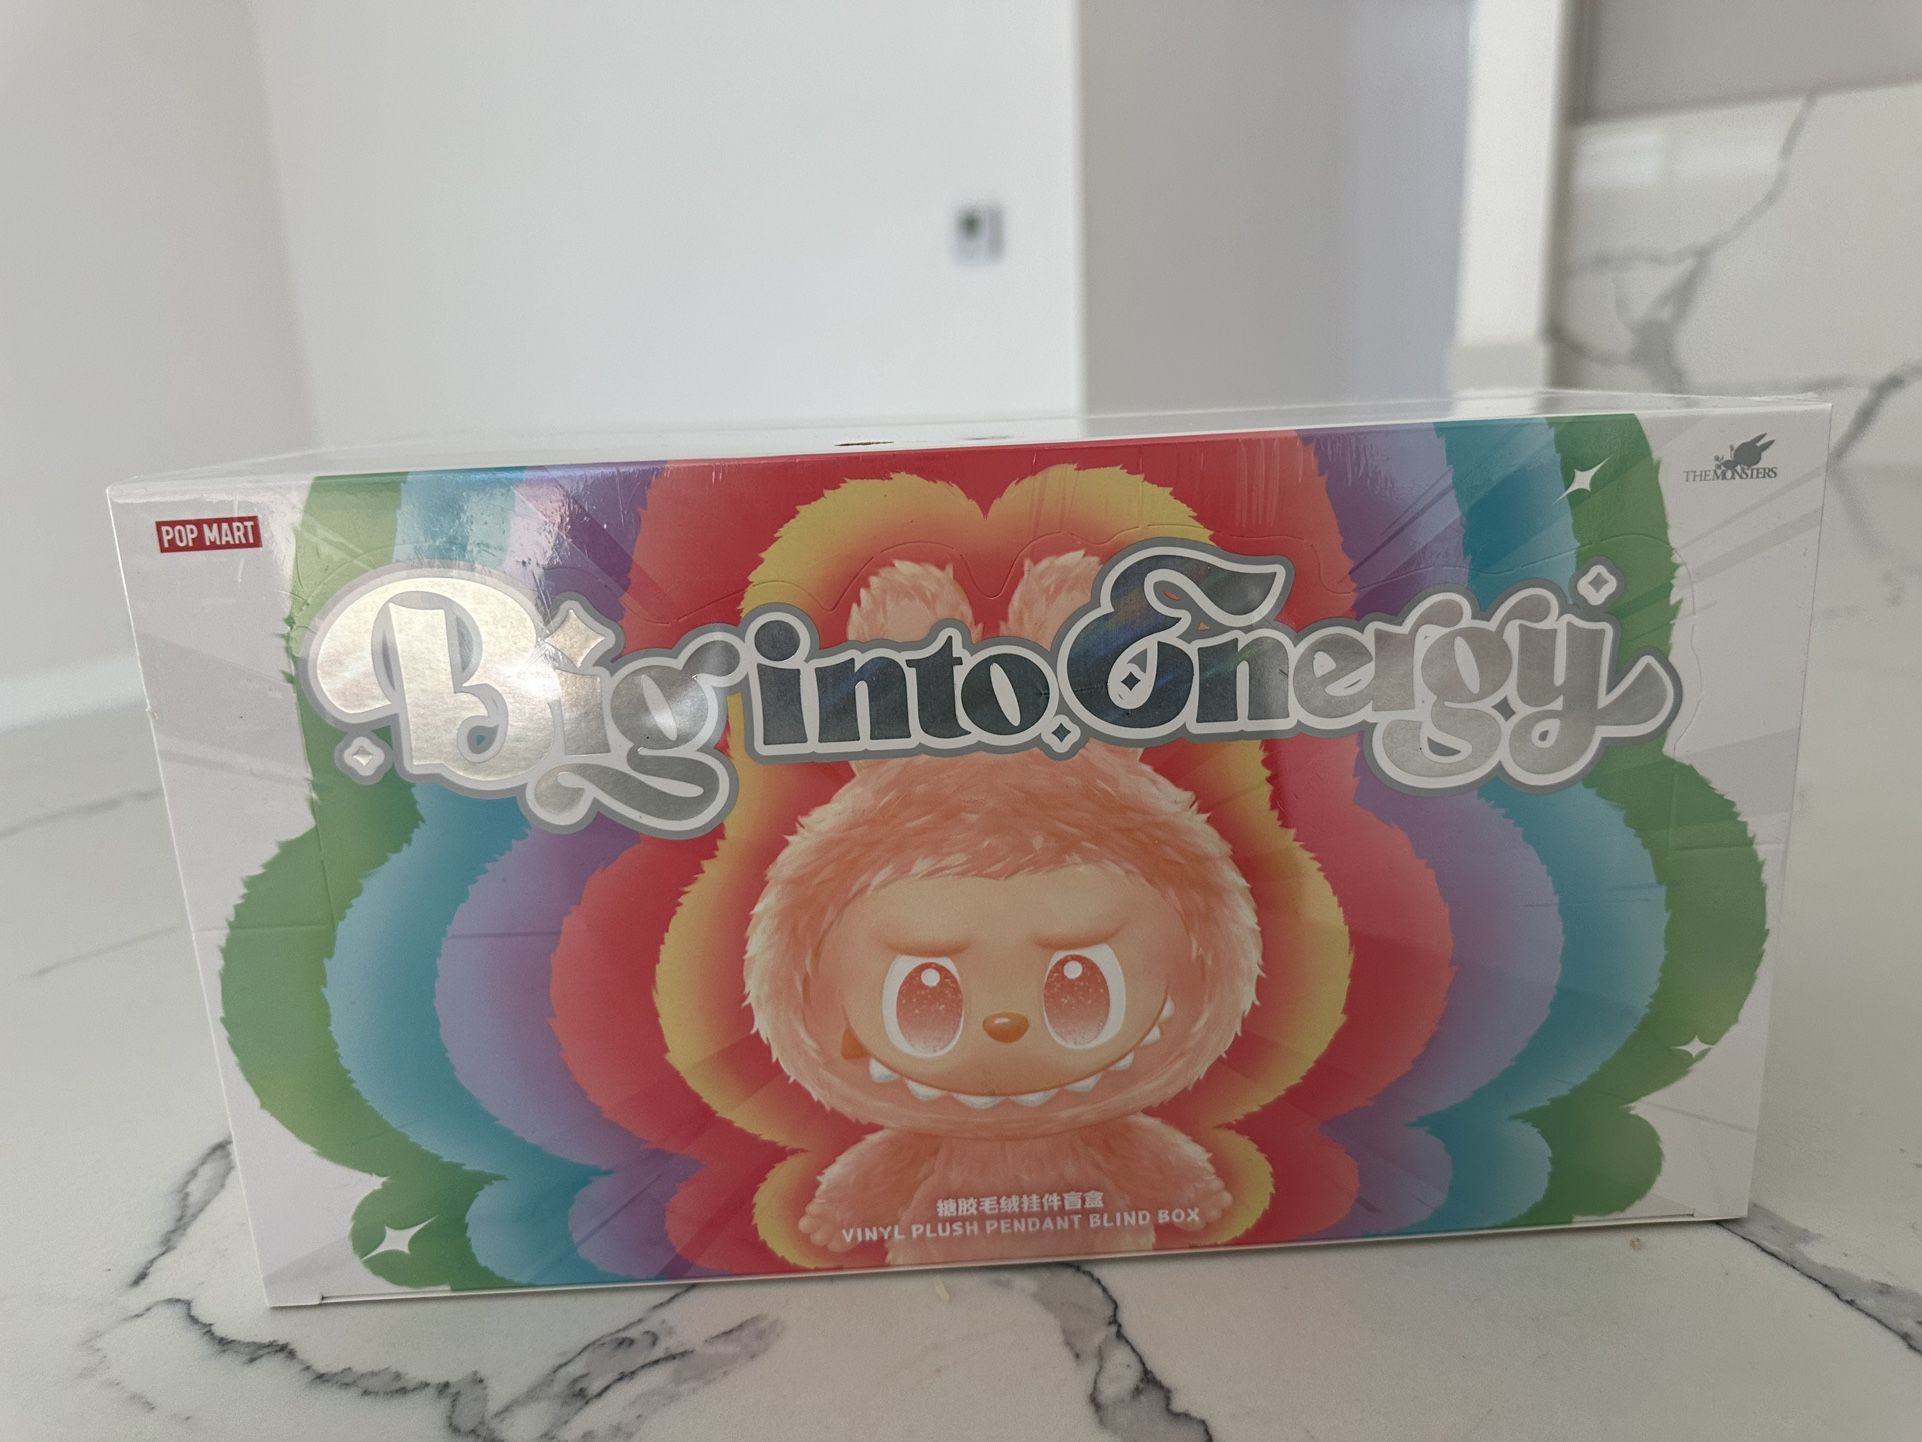 POP MART
THE MONSTERS
Big into Energy
搪胶毛绒挂件盲盒
VINYL PLUSH PENDANT BLIND BOX